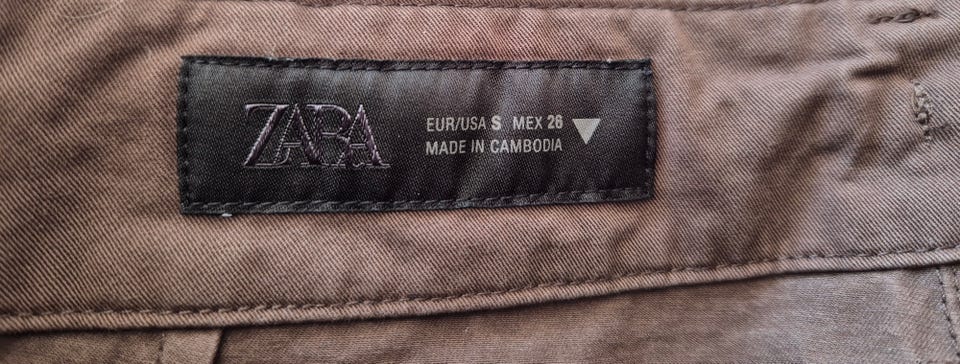 ZARA
EUR/USA S MEX 26
MADE IN CAMBODIA